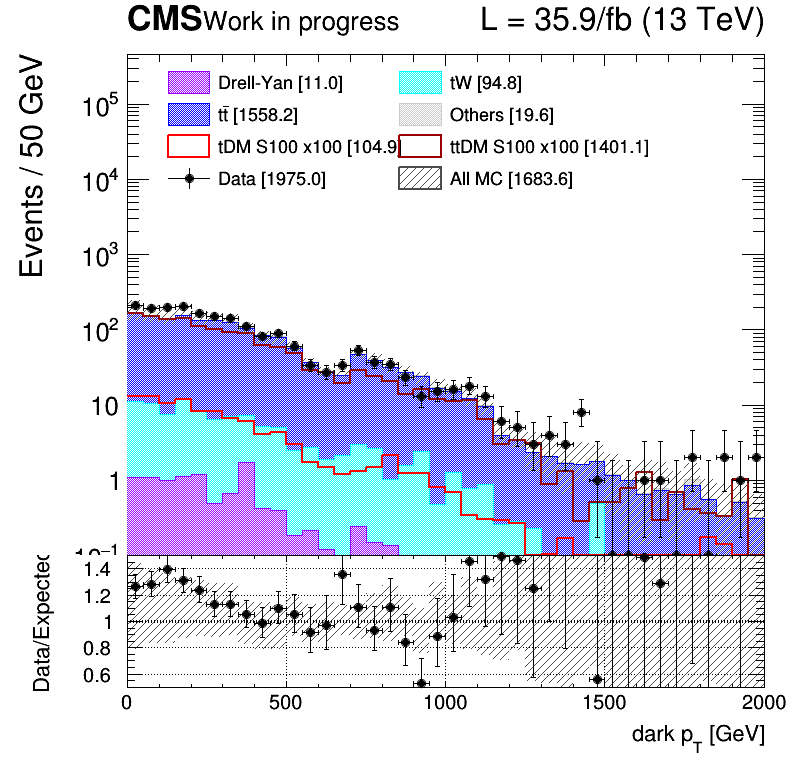 CMS Work in progress L = 35.9/fb (13 TeV)
Events / 50 GeV
Drell-Yan [11.0] tW [94.8]
tt̄ [1558.2] Others [19.6]
tDM S100 x100 [104.9] ttDM S100 x100 [1401.1]
Data [1975.0] All MC [1683.6]
10⁵
10⁴
10³
10²
10
1
10⁻¹
Data/Expected
1.4
1.2
1
0.8
0.6
0 500 1000 1500 2000
dark p_T [GeV]